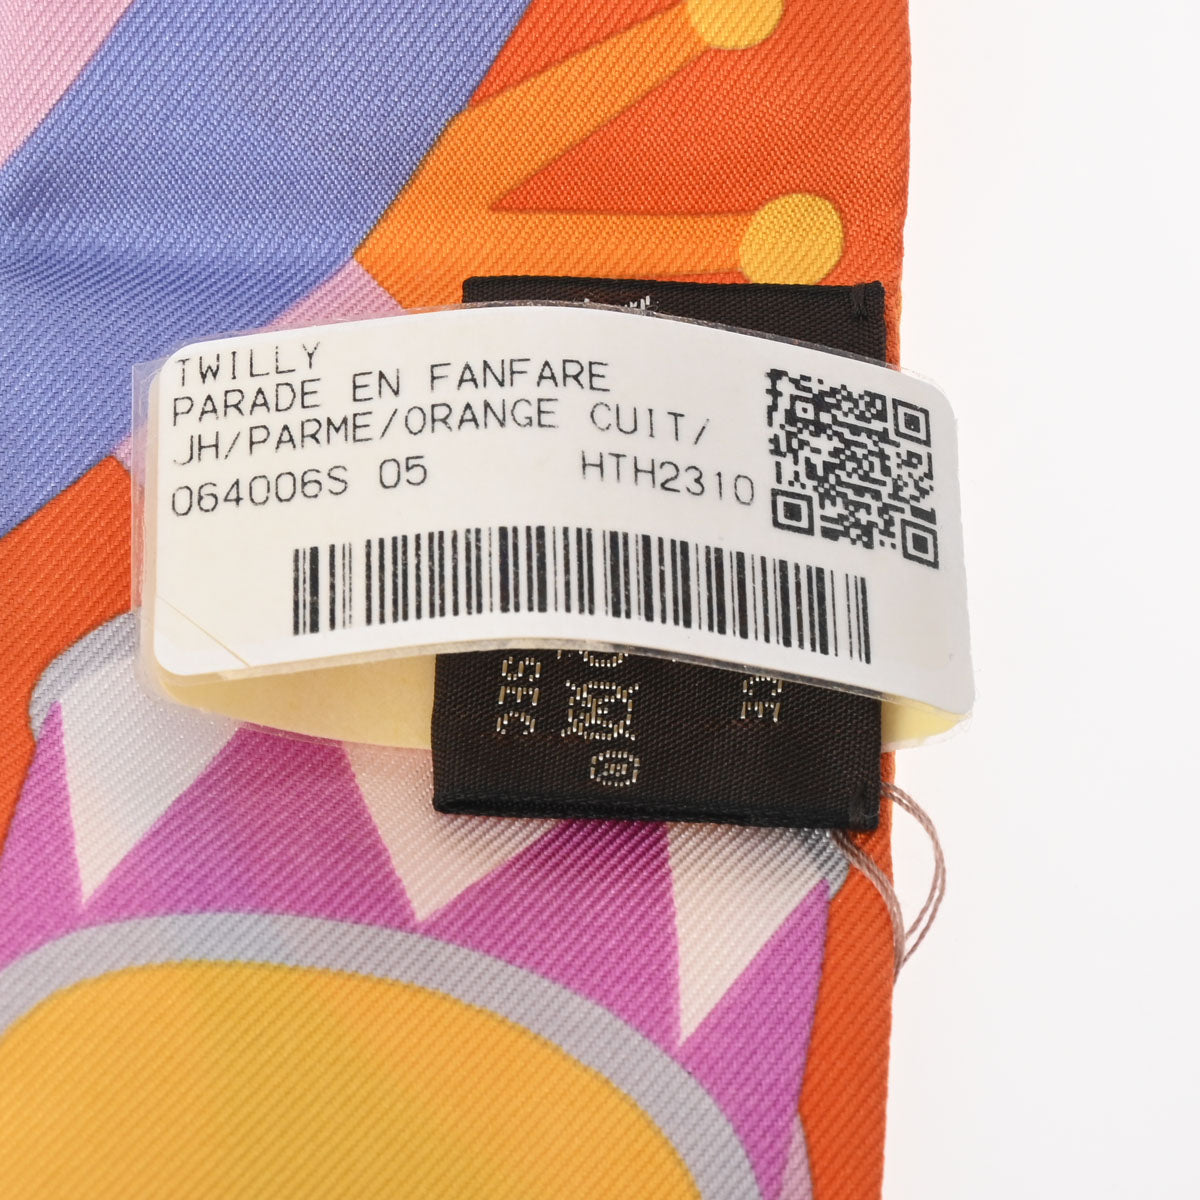 TWILLY
PARADE EN FANFARE
JH/PARME/ORANGE CUIT/
064006S 05 HTH2310